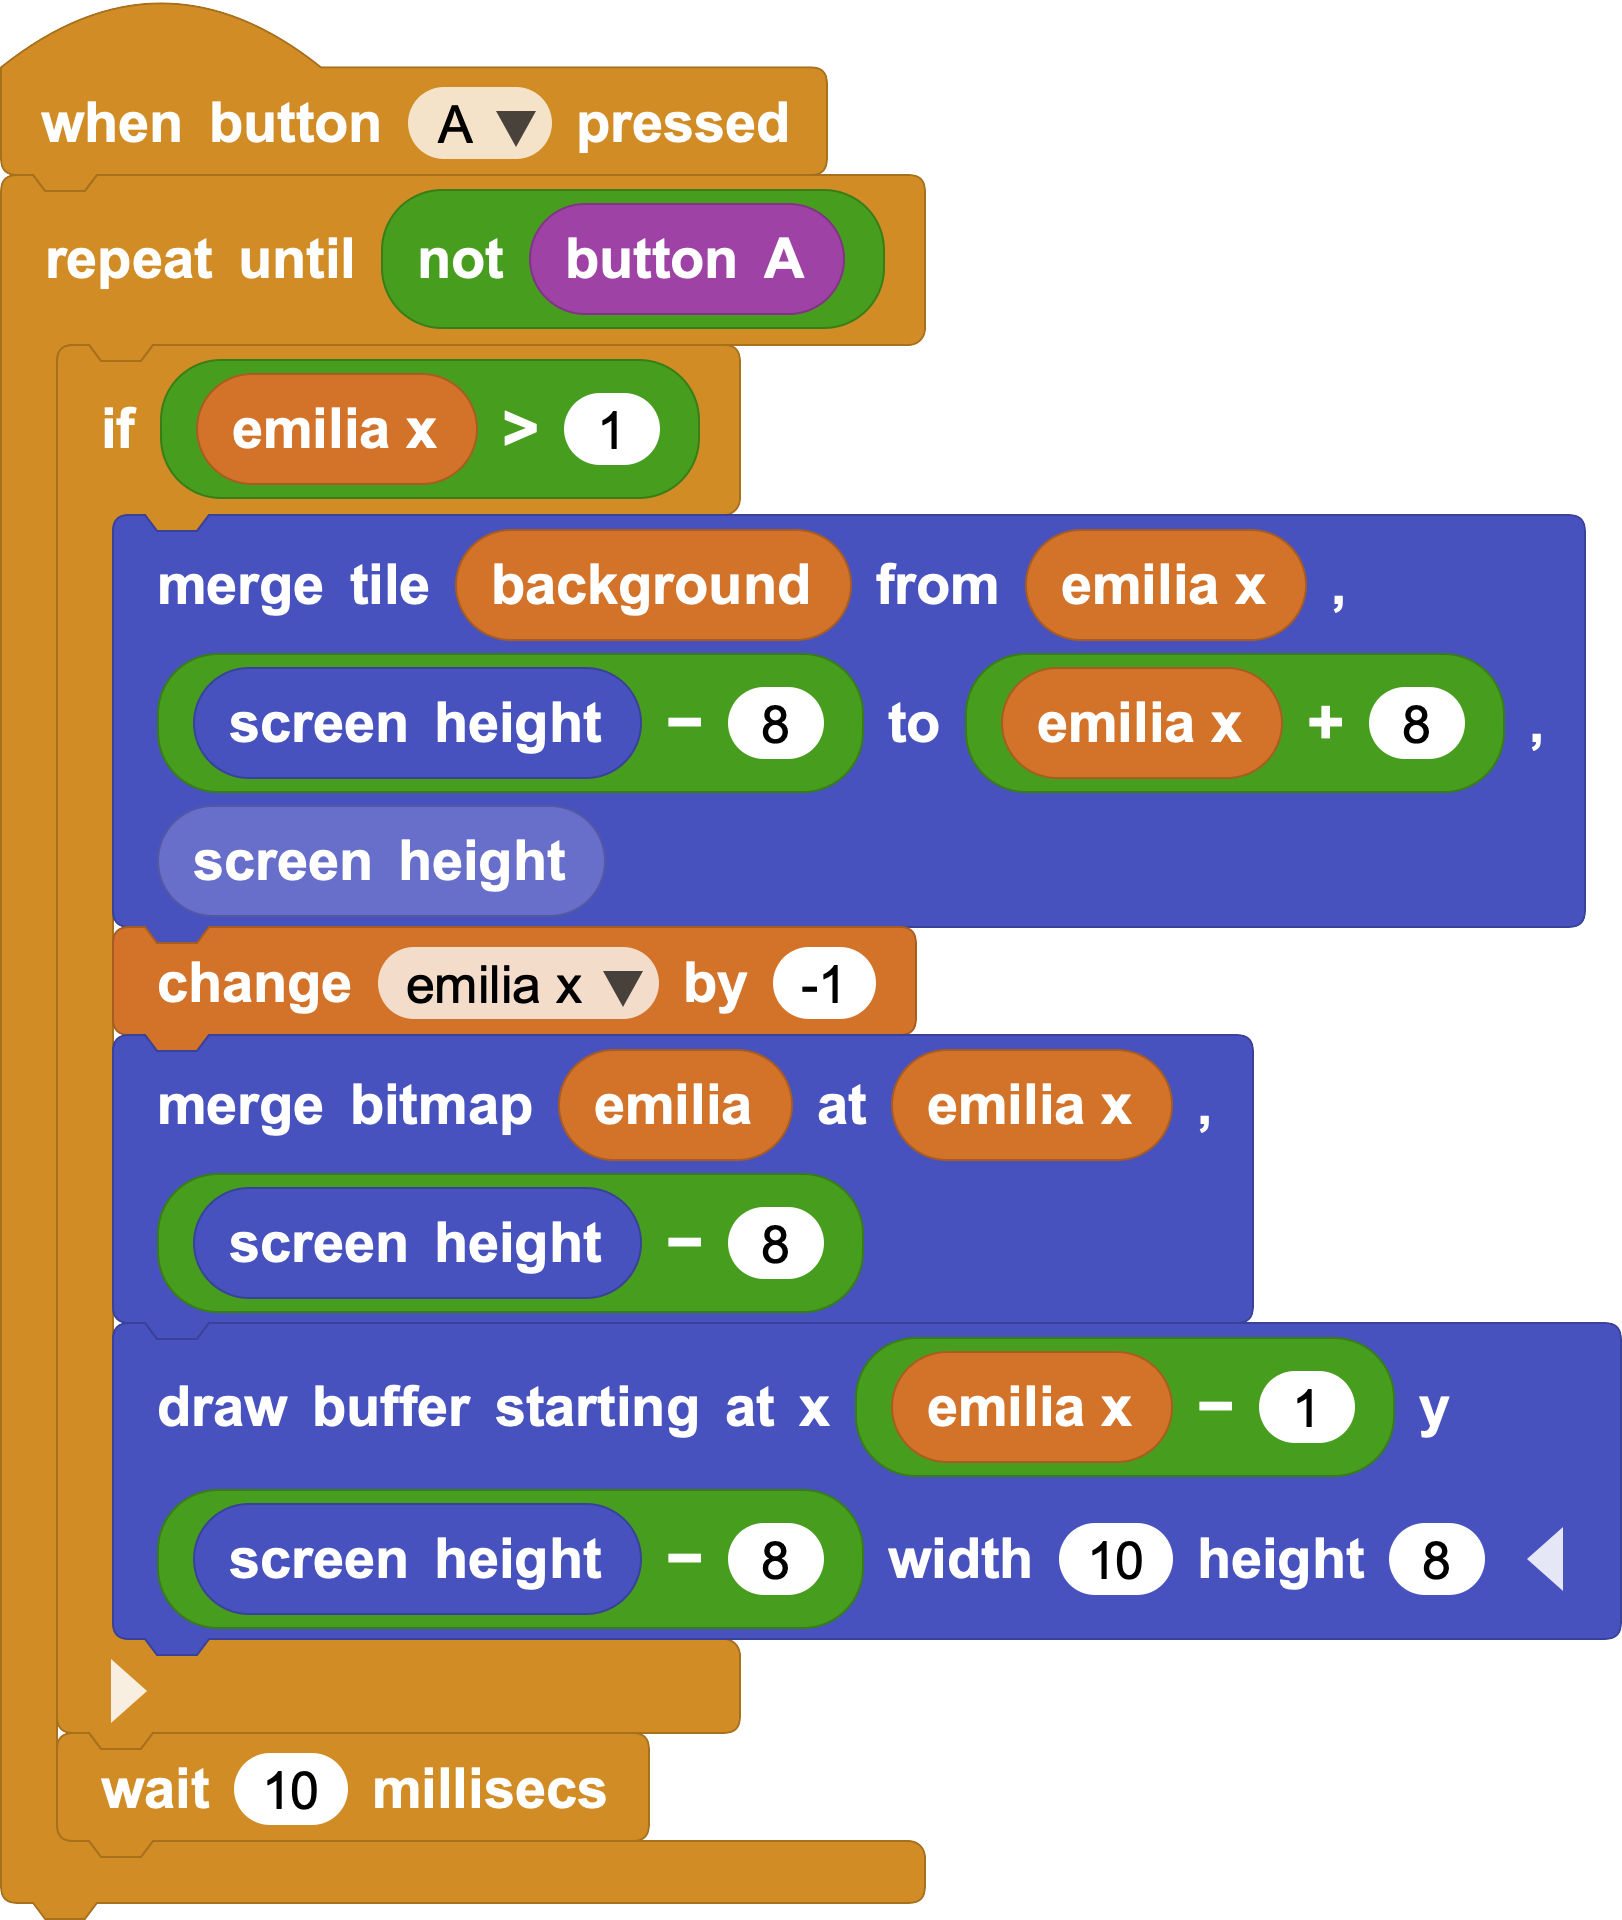 when button A pressed
repeat until not button A
if emilia x > 1
merge tile background from emilia x ,
screen height − 8 to emilia x + 8 ,
screen height
change emilia x by -1
merge bitmap emilia at emilia x ,
screen height − 8
draw buffer starting at x emilia x − 1 y
screen height − 8 width 10 height 8
wait 10 millisecs